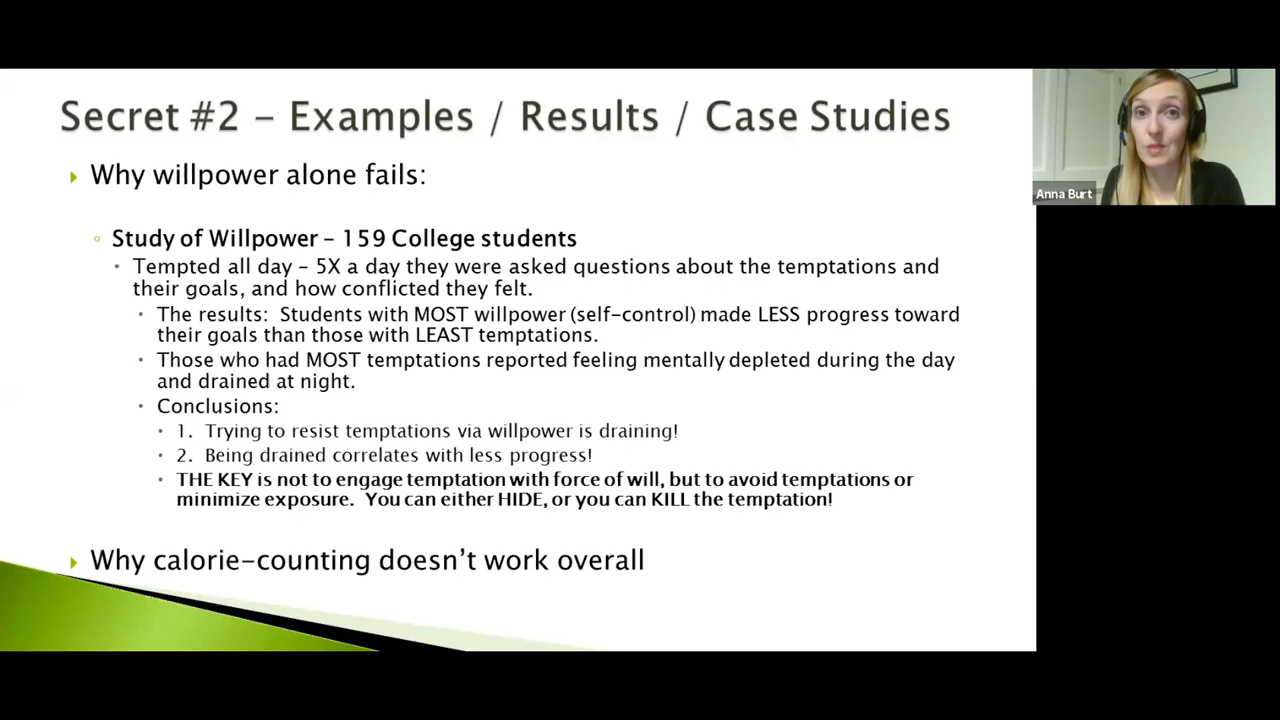 Secret #2 – Examples / Results / Case Studies
Why willpower alone fails:
Study of Willpower – 159 College students
Tempted all day – 5X a day they were asked questions about the temptations and
their goals, and how conflicted they felt.
The results:  Students with MOST willpower (self-control) made LESS progress toward
their goals than those with LEAST temptations.
Those who had MOST temptations reported feeling mentally depleted during the day
and drained at night.
Conclusions:
1.  Trying to resist temptations via willpower is draining!
2.  Being drained correlates with less progress!
THE KEY is not to engage temptation with force of will, but to avoid temptations or
minimize exposure.  You can either HIDE, or you can KILL the temptation!
Why calorie-counting doesn’t work overall
Anna Burt